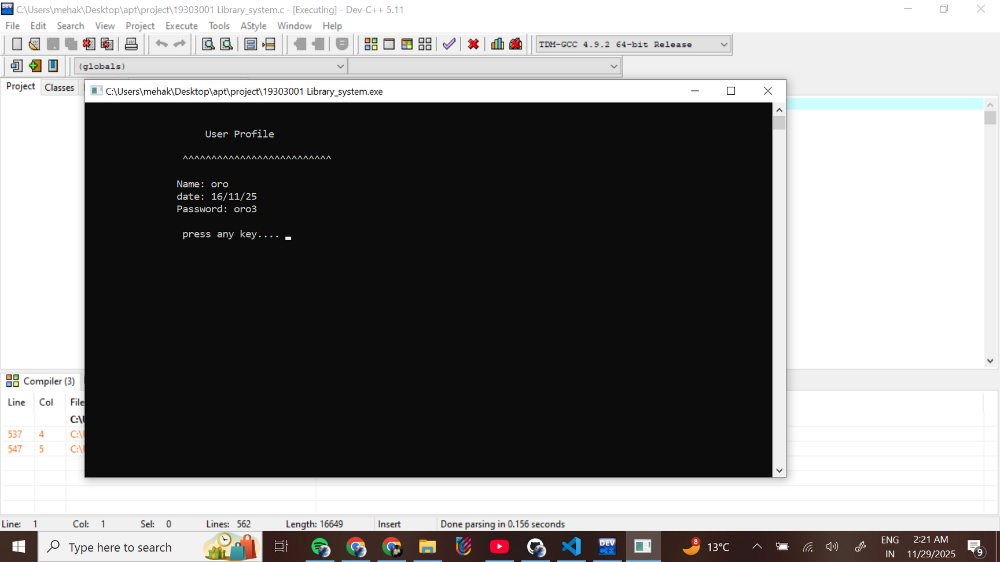 C:\Users\mehak\Desktop\apt\project\19303001 Library_system.c - [Executing] - Dev-C++ 5.11
File Edit Search View Project Execute Tools AStyle Window Help
TDM-GCC 4.9.2 64-bit Release
(globals)
Project Classes
C:\Users\mehak\Desktop\apt\project\19303001 Library_system.exe
User Profile
^^^^^^^^^^^^^^^^^^^^^^^^^^
Name: oro
date: 16/11/25
Password: oro3
press any key....
Compiler (3)
Line Col File
C:\
537 4 C:\
547 5 C:\
Line: 1 Col: 1 Sel: 0 Lines: 562 Length: 16649 Insert Done parsing in 0.156 seconds
Type here to search
DEV C++
8
13°C
ENG
IN
2:21 AM
11/29/2025
9